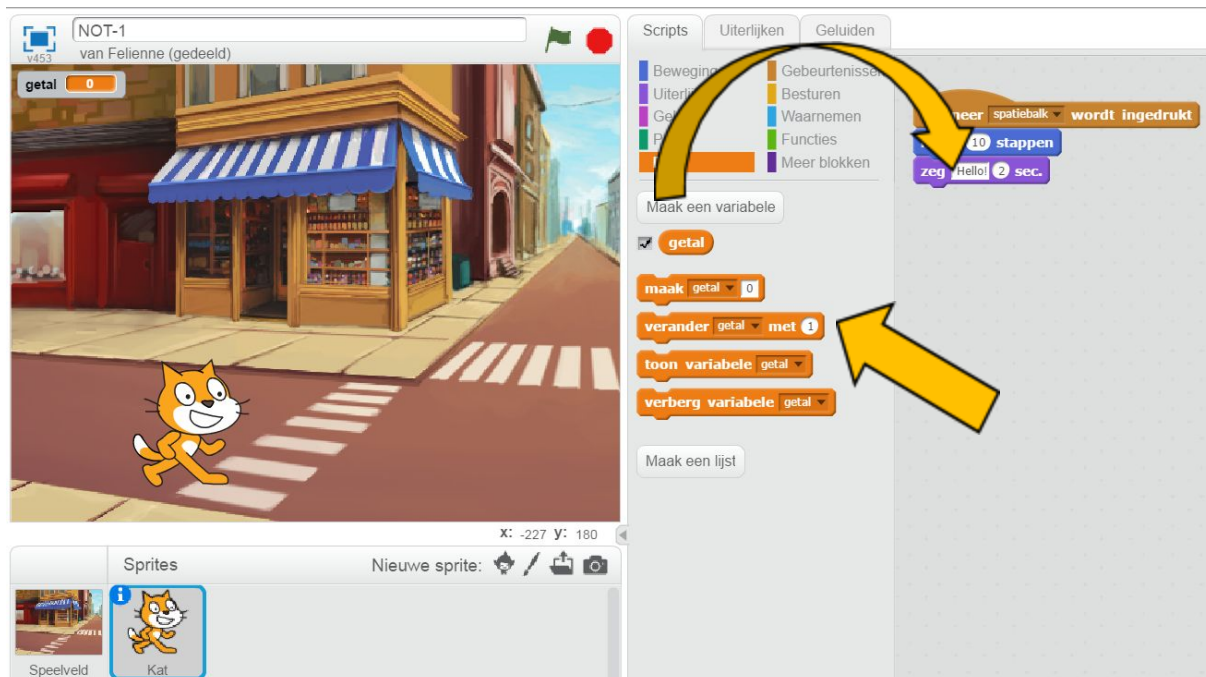 NOT-1
van Felienne (gedeeld)
v453
getal 0
x: -227 y: 180
Sprites
Nieuwe sprite:
Speelveld
Kat
Scripts
Uiterlijken
Geluiden
Gebeurtenissen
Besturen
Waarnemen
Functies
Meer blokken
Maak een variabele
getal
maak getal 0
verander getal met 1
toon variabele getal
verberg variabele getal
Maak een lijst
spatiebalk wordt ingedrukt
10 stappen
zeg Hello! 2 sec.